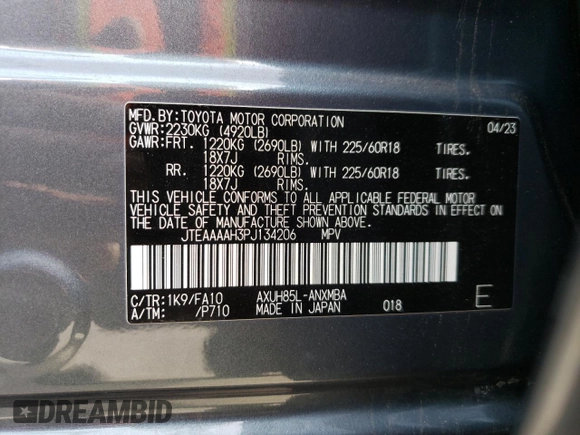 MFD.BY:TOYOTA MOTOR CORPORATION 04/23
GVWR:2230KG (4920LB)
GAWR:FRT. 1220KG (2690LB) WITH 225/60R18 TIRES.
18X7J RIMS.
RR. 1220KG (2690LB) WITH 225/60R18 TIRES.
18X7J RIMS.
THIS VEHICLE CONFORMS TO ALL APPLICABLE FEDERAL MOTOR
VEHICLE SAFETY AND THEFT PREVENTION STANDARDS IN EFFECT ON
THE DATE OF MANUFACTURE SHOWN ABOVE.
JTEAAAAH3PJ134206 MPV
C/TR:1K9/FA10 AXUH85L-ANXMBA
A/TM: /P710 MADE IN JAPAN 018 E
DREAMBID